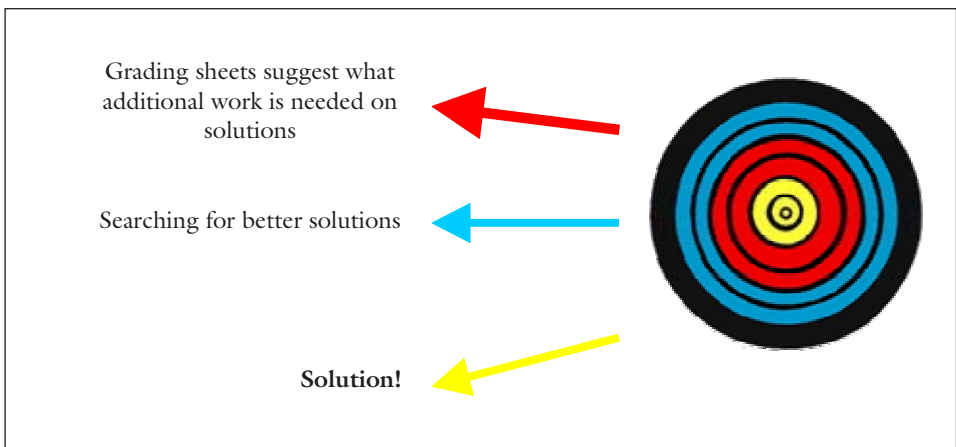 Grading sheets suggest what
additional work is needed on
solutions
Searching for better solutions
Solution!